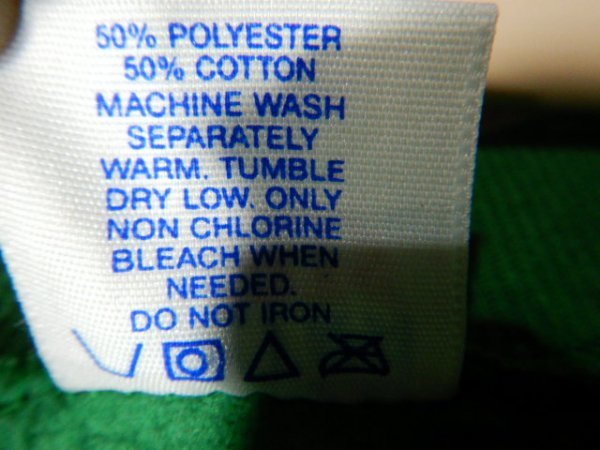 50% POLYESTER
50% COTTON
MACHINE WASH
SEPARATELY
WARM. TUMBLE
DRY LOW. ONLY
NON CHLORINE
BLEACH WHEN
NEEDED.
DO NOT IRON